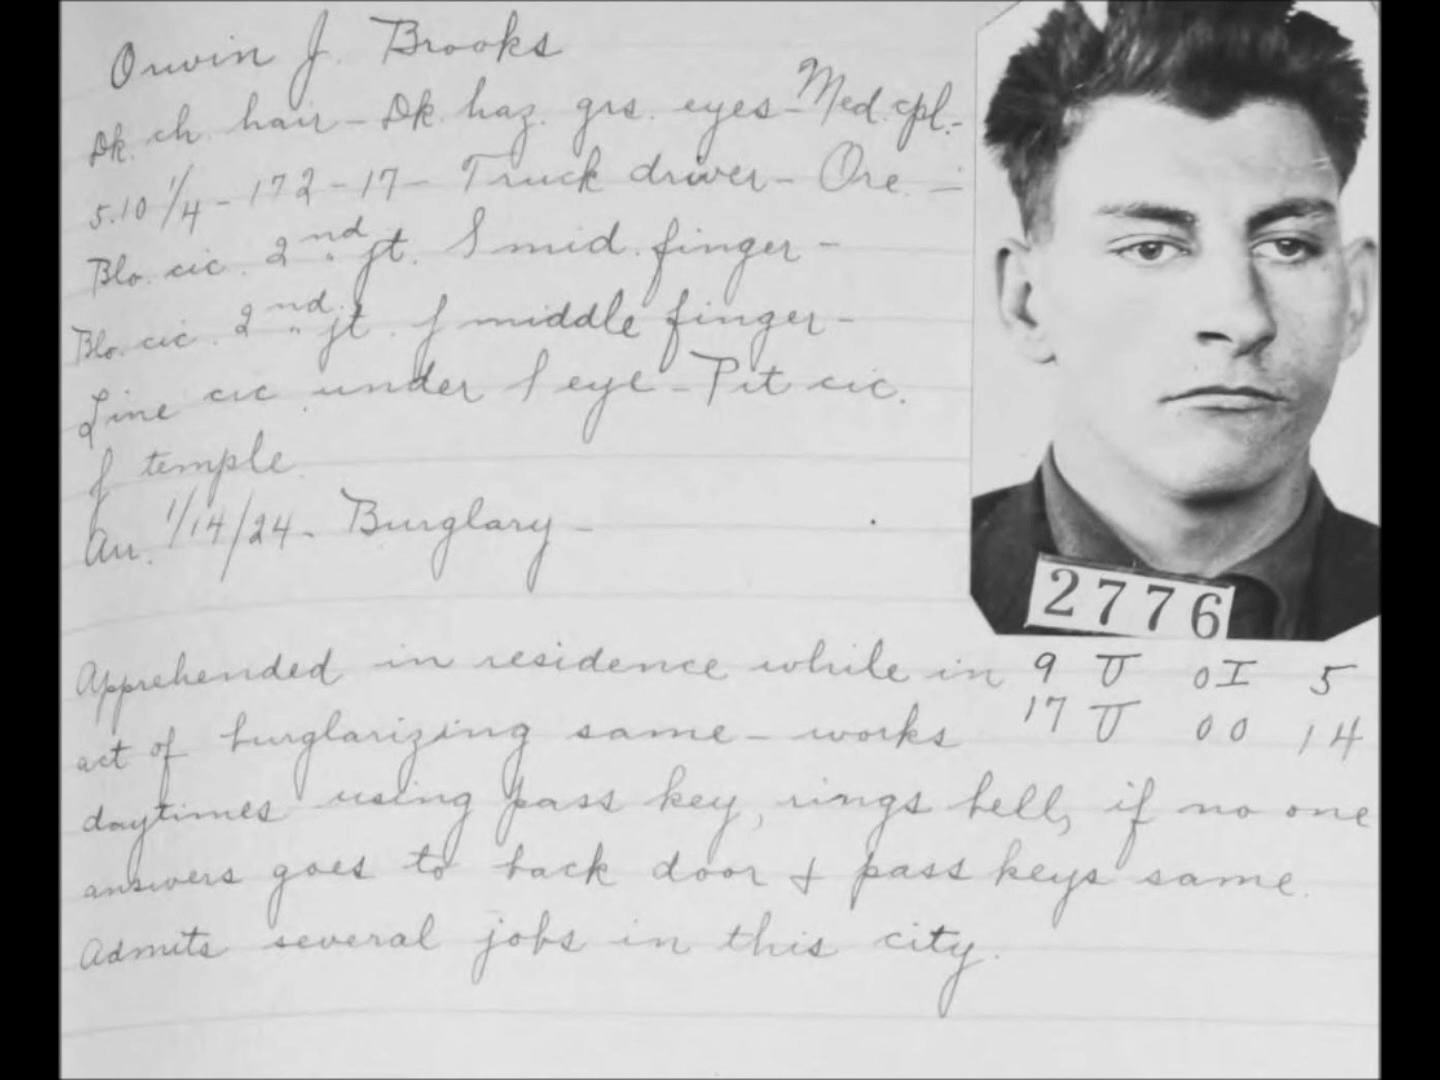 Orwin J. Brooks
Dk. ch. hair - Dk. haz. grs. eyes - Med. cpl. -
5.10 1/4 - 172 - 17 - Truck driver - Ore. -
Blo. cic. 2nd jt. l mid. finger -
Blo. cic. 2nd jt. f middle finger -
Line cic under l eye - Pit cic.
f temple
Arr. 1/14/24 - Burglary -
2776
Apprehended in residence while in
act of burglarizing same - works
9 U OI 5
17 U OO 14
daytimes using pass key, rings bell, if no one
answers goes to back door & pass keys same.
Admits several jobs in this city.